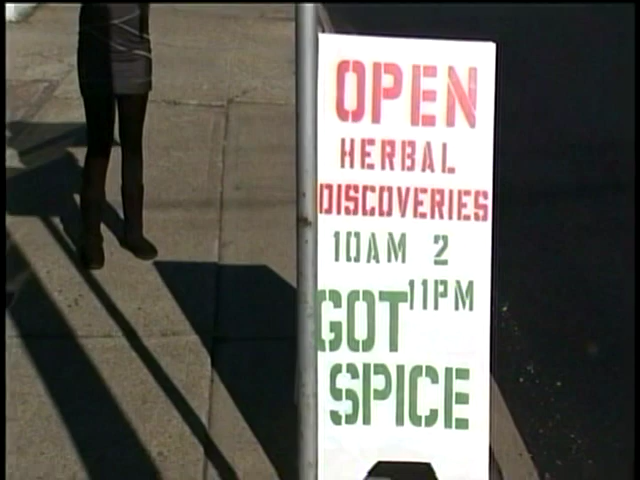 OPEN
HERBAL
DISCOVERIES
10AM 2
11PM
GOT
SPICE